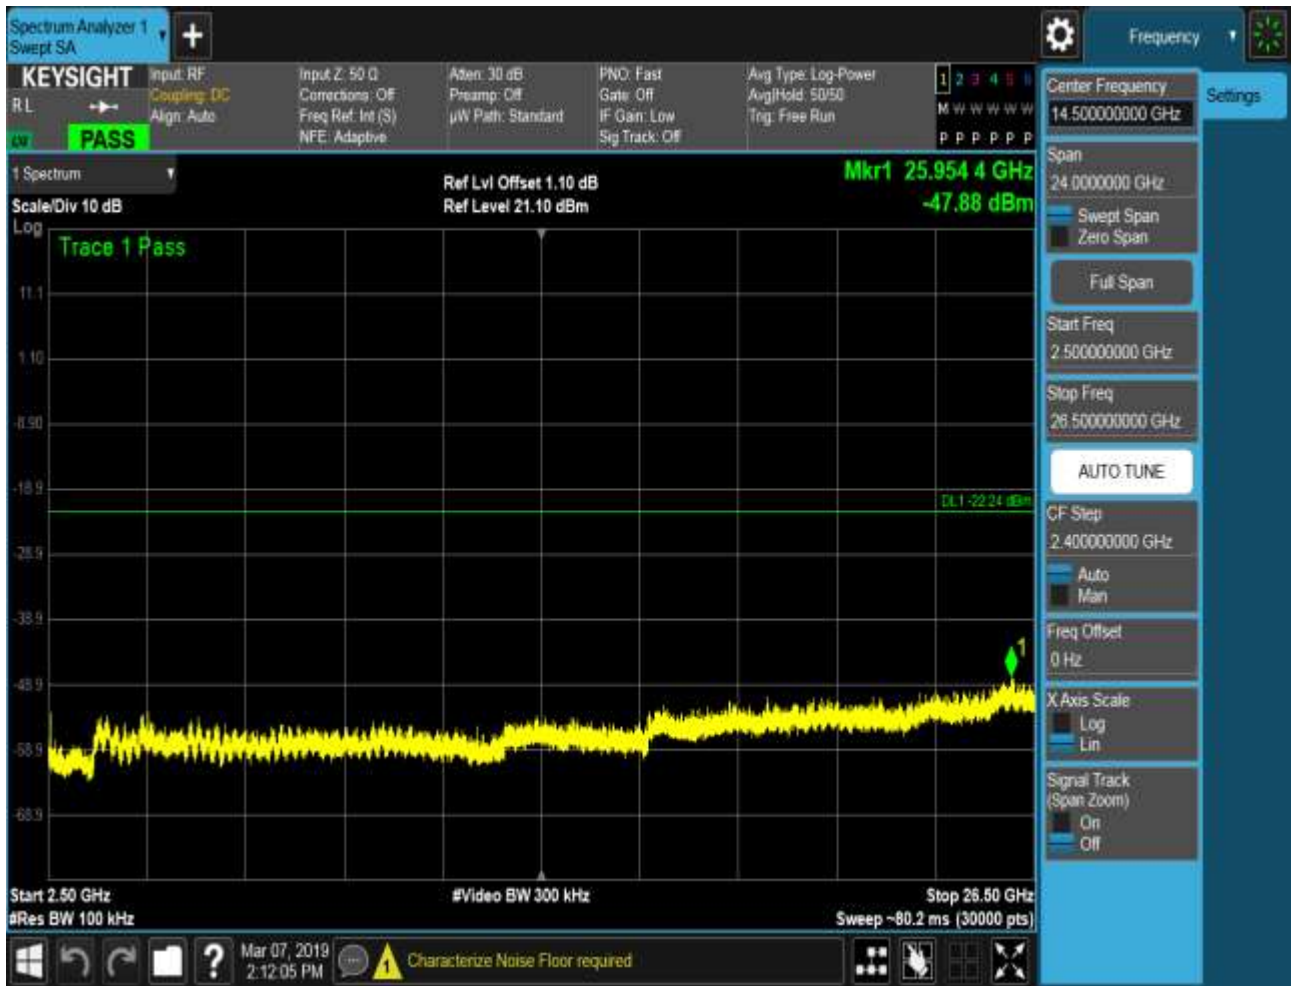 Spectrum Analyzer 1
Swept SA
+
Frequency
KEYSIGHT
R L
PASS
Input: RF
Coupling: DC
Align: Auto
Input Z: 50 Ω
Corrections: Off
Freq Ref: Int (S)
NFE: Adaptive
Atten: 30 dB
Preamp: Off
µW Path: Standard
PNO: Fast
Gate: Off
IF Gain: Low
Sig Track: Off
Avg Type: Log-Power
Avg|Hold: 50/50
Trig: Free Run
1 2 3 4 5 6
M W W W W W
P P P P P P
1 Spectrum
Scale/Div 10 dB
Log
Ref Lvl Offset 1.10 dB
Ref Level 21.10 dBm
Mkr1 25.954 4 GHz
-47.88 dBm
Trace 1 Pass
11.1
1.10
-8.90
-18.9
DL1 -22.24 dBm
-28.9
-38.9
1
-48.9
-58.9
-68.9
Start 2.50 GHz
#Video BW 300 kHz
Stop 26.50 GHz
#Res BW 100 kHz
Sweep ~80.2 ms (30000 pts)
Center Frequency
14.500000000 GHz
Settings
Span
24.0000000 GHz
Swept Span
Zero Span
Full Span
Start Freq
2.500000000 GHz
Stop Freq
26.500000000 GHz
AUTO TUNE
CF Step
2.400000000 GHz
Auto
Man
Freq Offset
0 Hz
X Axis Scale
Log
Lin
Signal Track
(Span Zoom)
On
Off
?
Mar 07, 2019
2:12:05 PM
1
Characterize Noise Floor required